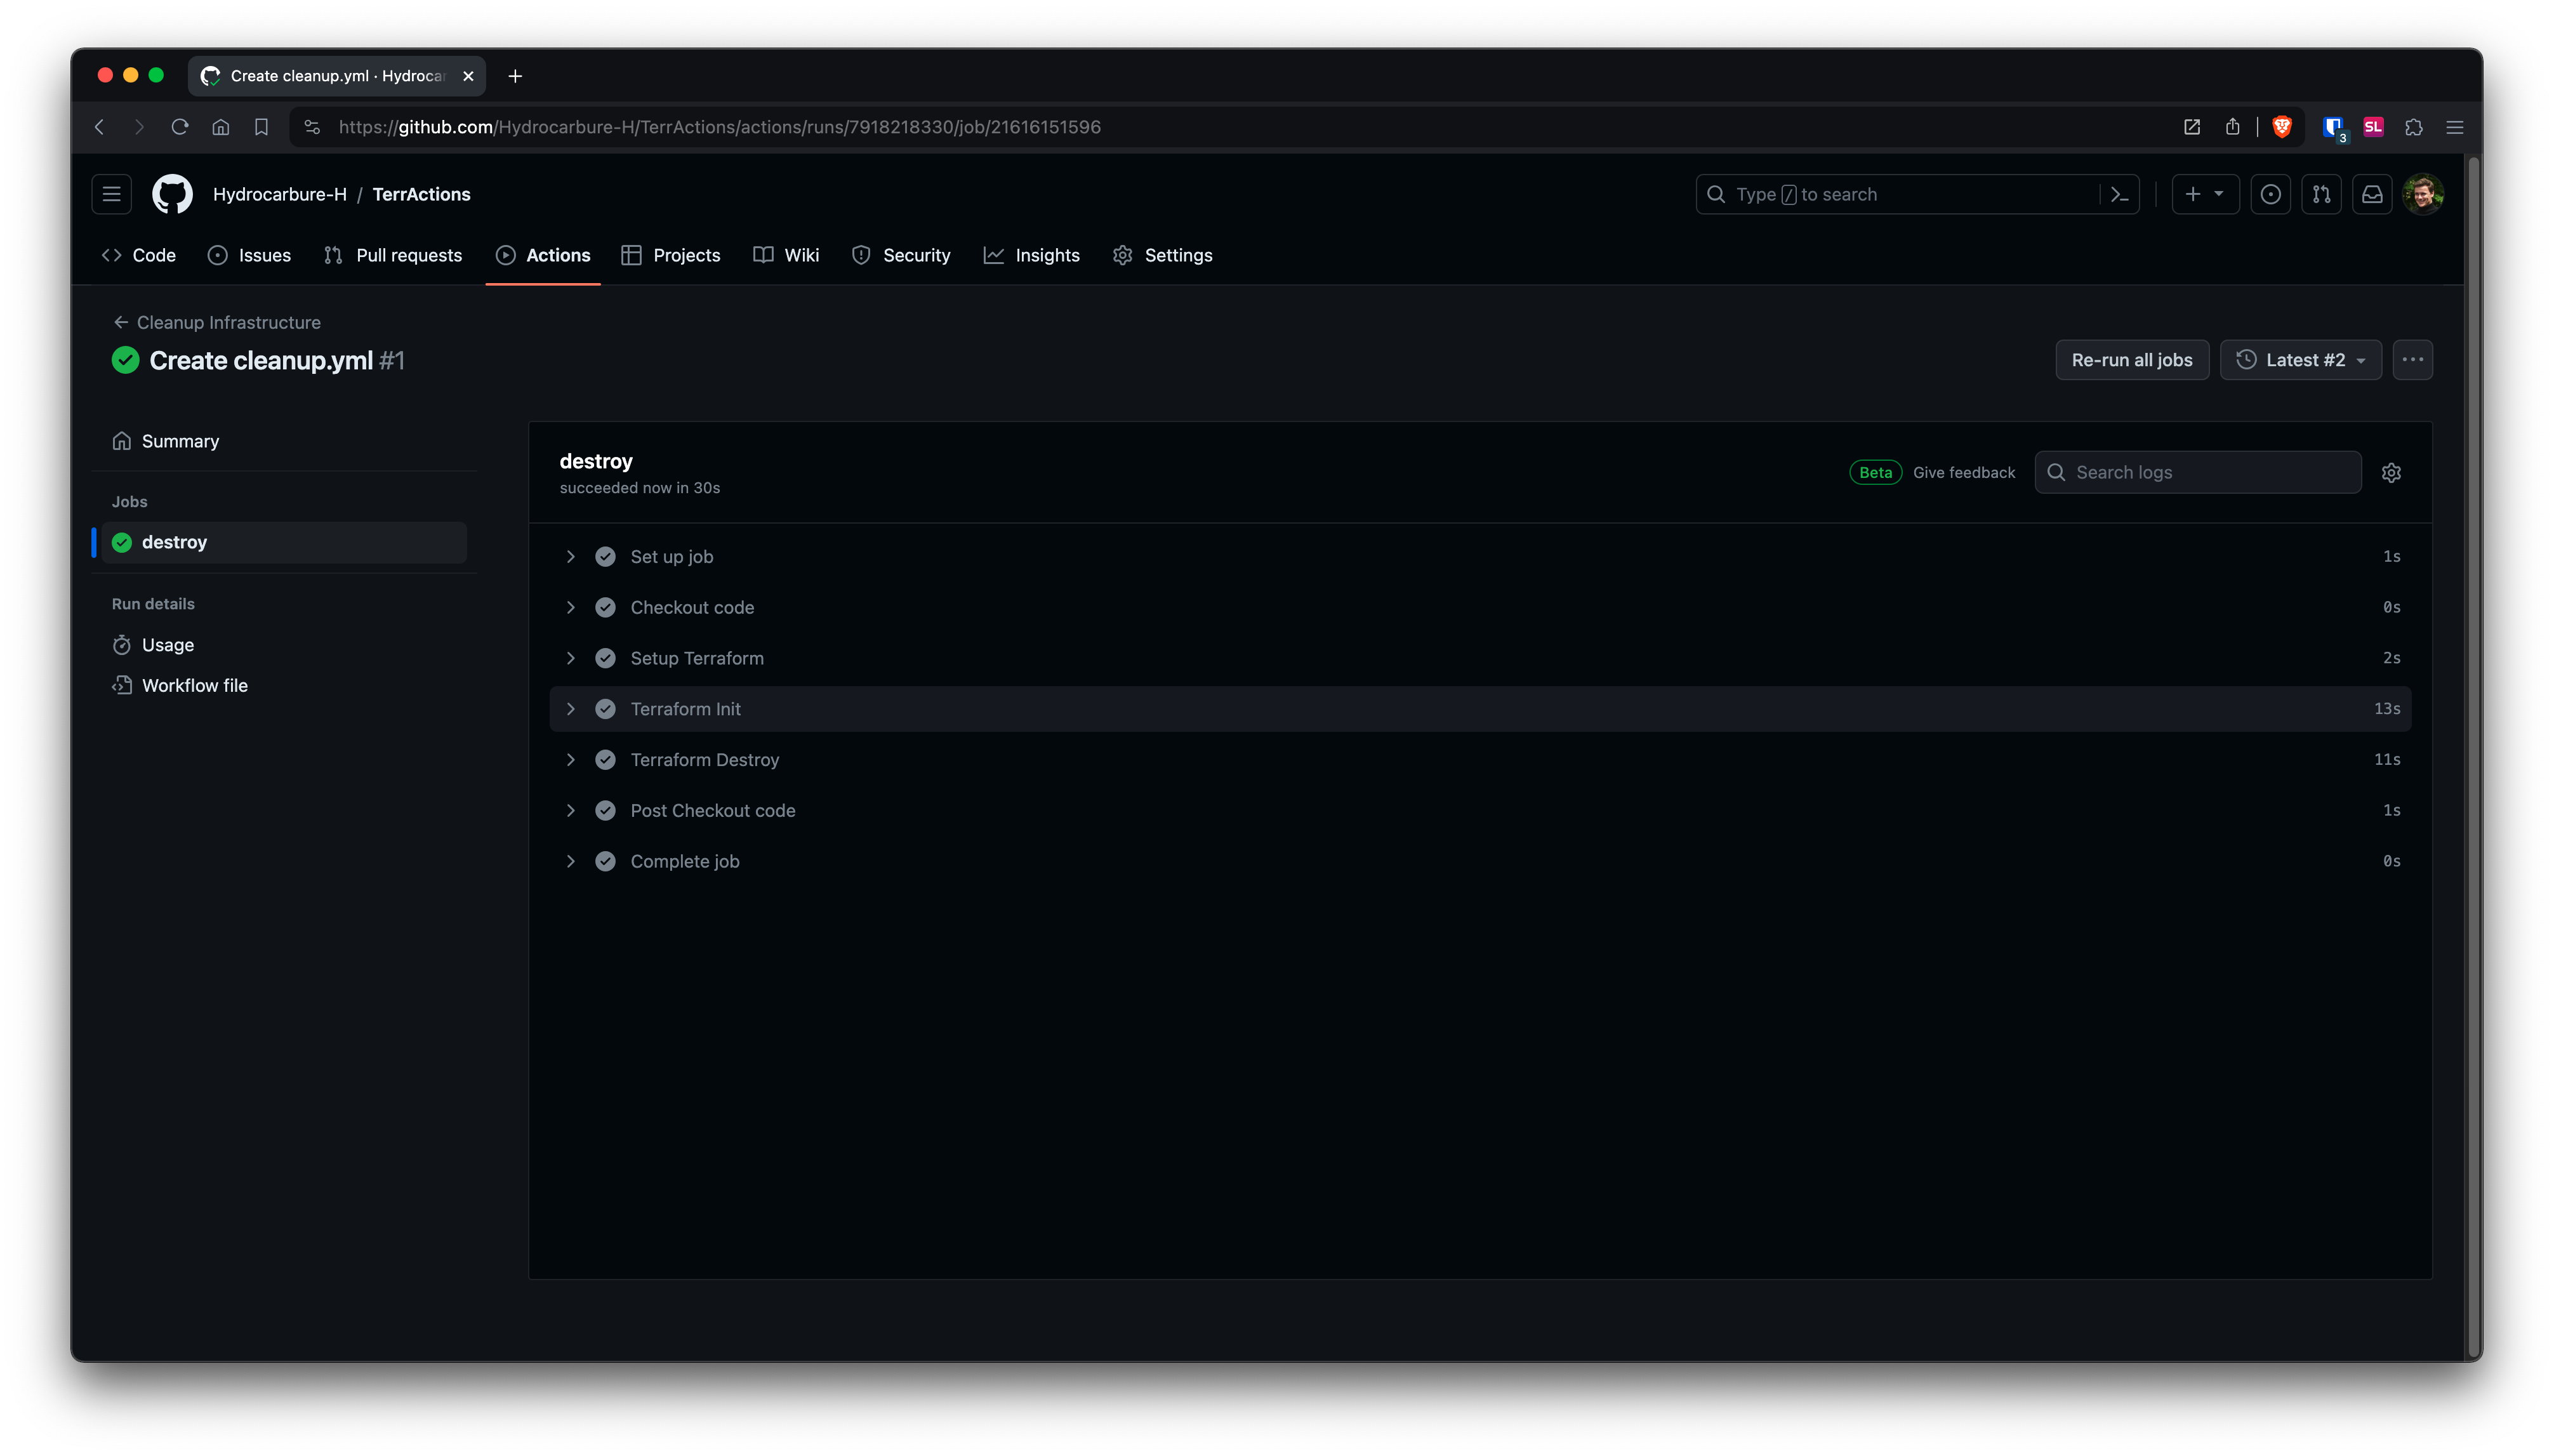 Create cleanup.yml · Hydrocar
https://github.com/Hydrocarbure-H/TerrActions/actions/runs/7918218330/job/21616151596
3
SL
Hydrocarbure-H / TerrActions
Type / to search
Code
Issues
Pull requests
Actions
Projects
Wiki
Security
Insights
Settings
Cleanup Infrastructure
Create cleanup.yml #1
Re-run all jobs
Latest #2
Summary
Jobs
destroy
Run details
Usage
Workflow file
destroy
succeeded now in 30s
Beta
Give feedback
Search logs
Set up job 1s
Checkout code 0s
Setup Terraform 2s
Terraform Init 13s
Terraform Destroy 11s
Post Checkout code 1s
Complete job 0s